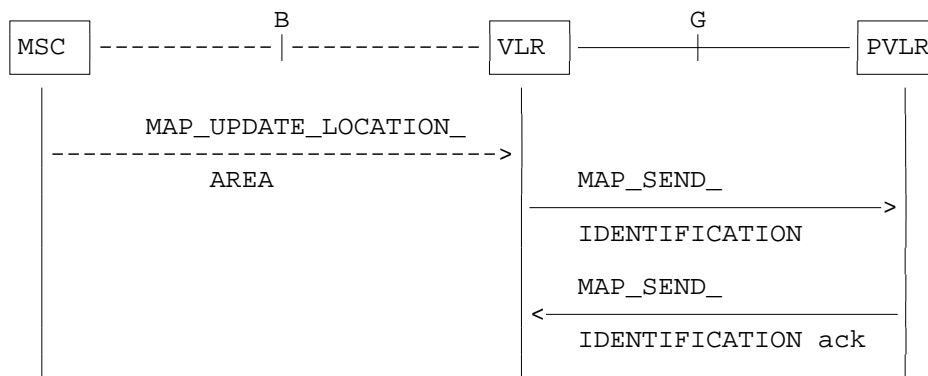 B G
MSC VLR PVLR
MAP_UPDATE_LOCATION_
AREA MAP_SEND_
IDENTIFICATION
MAP_SEND_
IDENTIFICATION ack